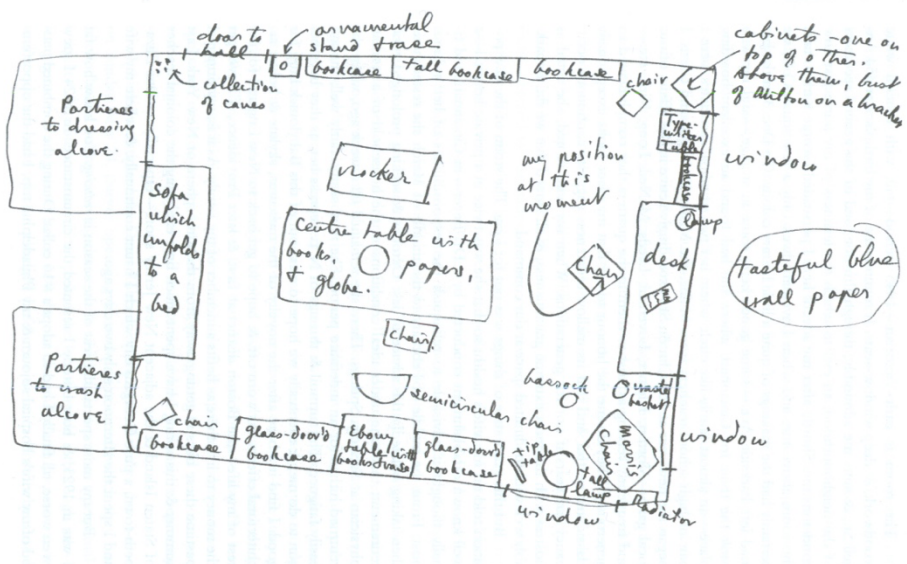 door to
hall
ornamental
stand & vase
collection
of canes
O
bookcase
tall bookcase
bookcase
chair
cabinets - one on
top of other.
Above them, bust
of Milton on a bracket
Portieres
to dressing
alcove.
Type-
writer
Table
bookcase
window
rocker
my position
at this
moment
lamp
sofa
which
unfolds
to a
bed
Centre table with
books, papers,
& globe.
chair
desk
MS
tasteful blue
wall paper
chair.
Portieres
to wash
alcove
hassock
waste
basket
semicircular chair
chair
bookcase
glass-door'd
bookcase
Ebony
table with
books & vase
glass-door'd
bookcase
tip
table
Morris
chair
window
tall
lamp
Radiator
window